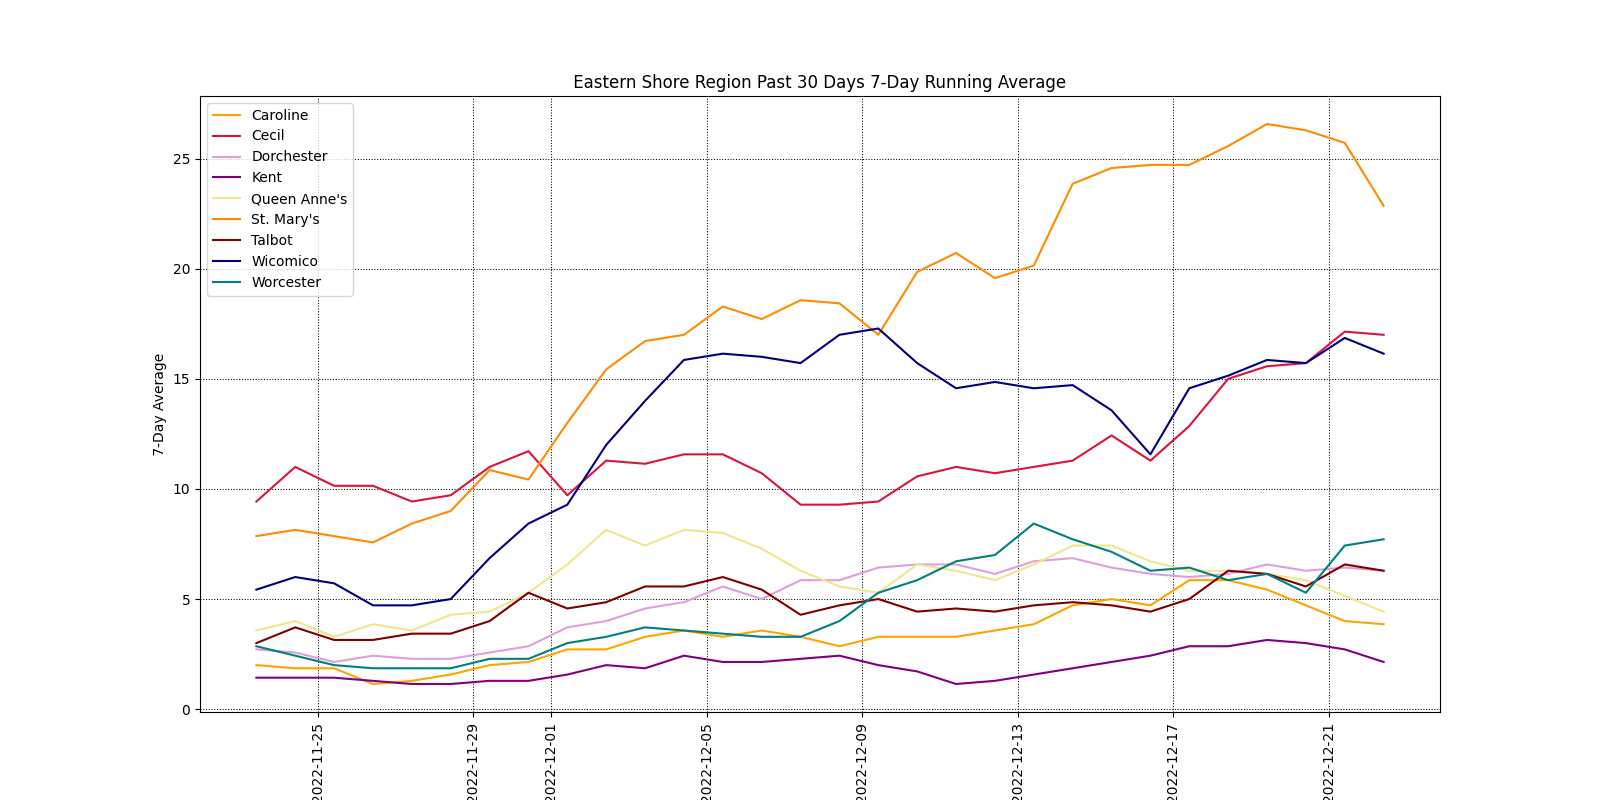 Eastern Shore Region Past 30 Days 7-Day Running Average
Caroline
Cecil
Dorchester
Kent
Queen Anne's
St. Mary's
Talbot
Wicomico
Worcester
7-Day Average
25
20
15
10
5
0
2022-11-25
2022-11-29
2022-12-01
2022-12-05
2022-12-09
2022-12-13
2022-12-17
2022-12-21